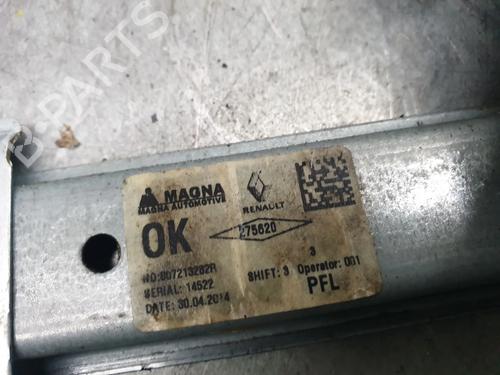 B-PARTS
MAGNA
MAGNA AUTOMOTIVE
RENAULT
OK
275620
3
NO:807213282R
SHIFT: 3 Operator: 001
SERIAL: 14522
PFL
DATE: 30.04.2014